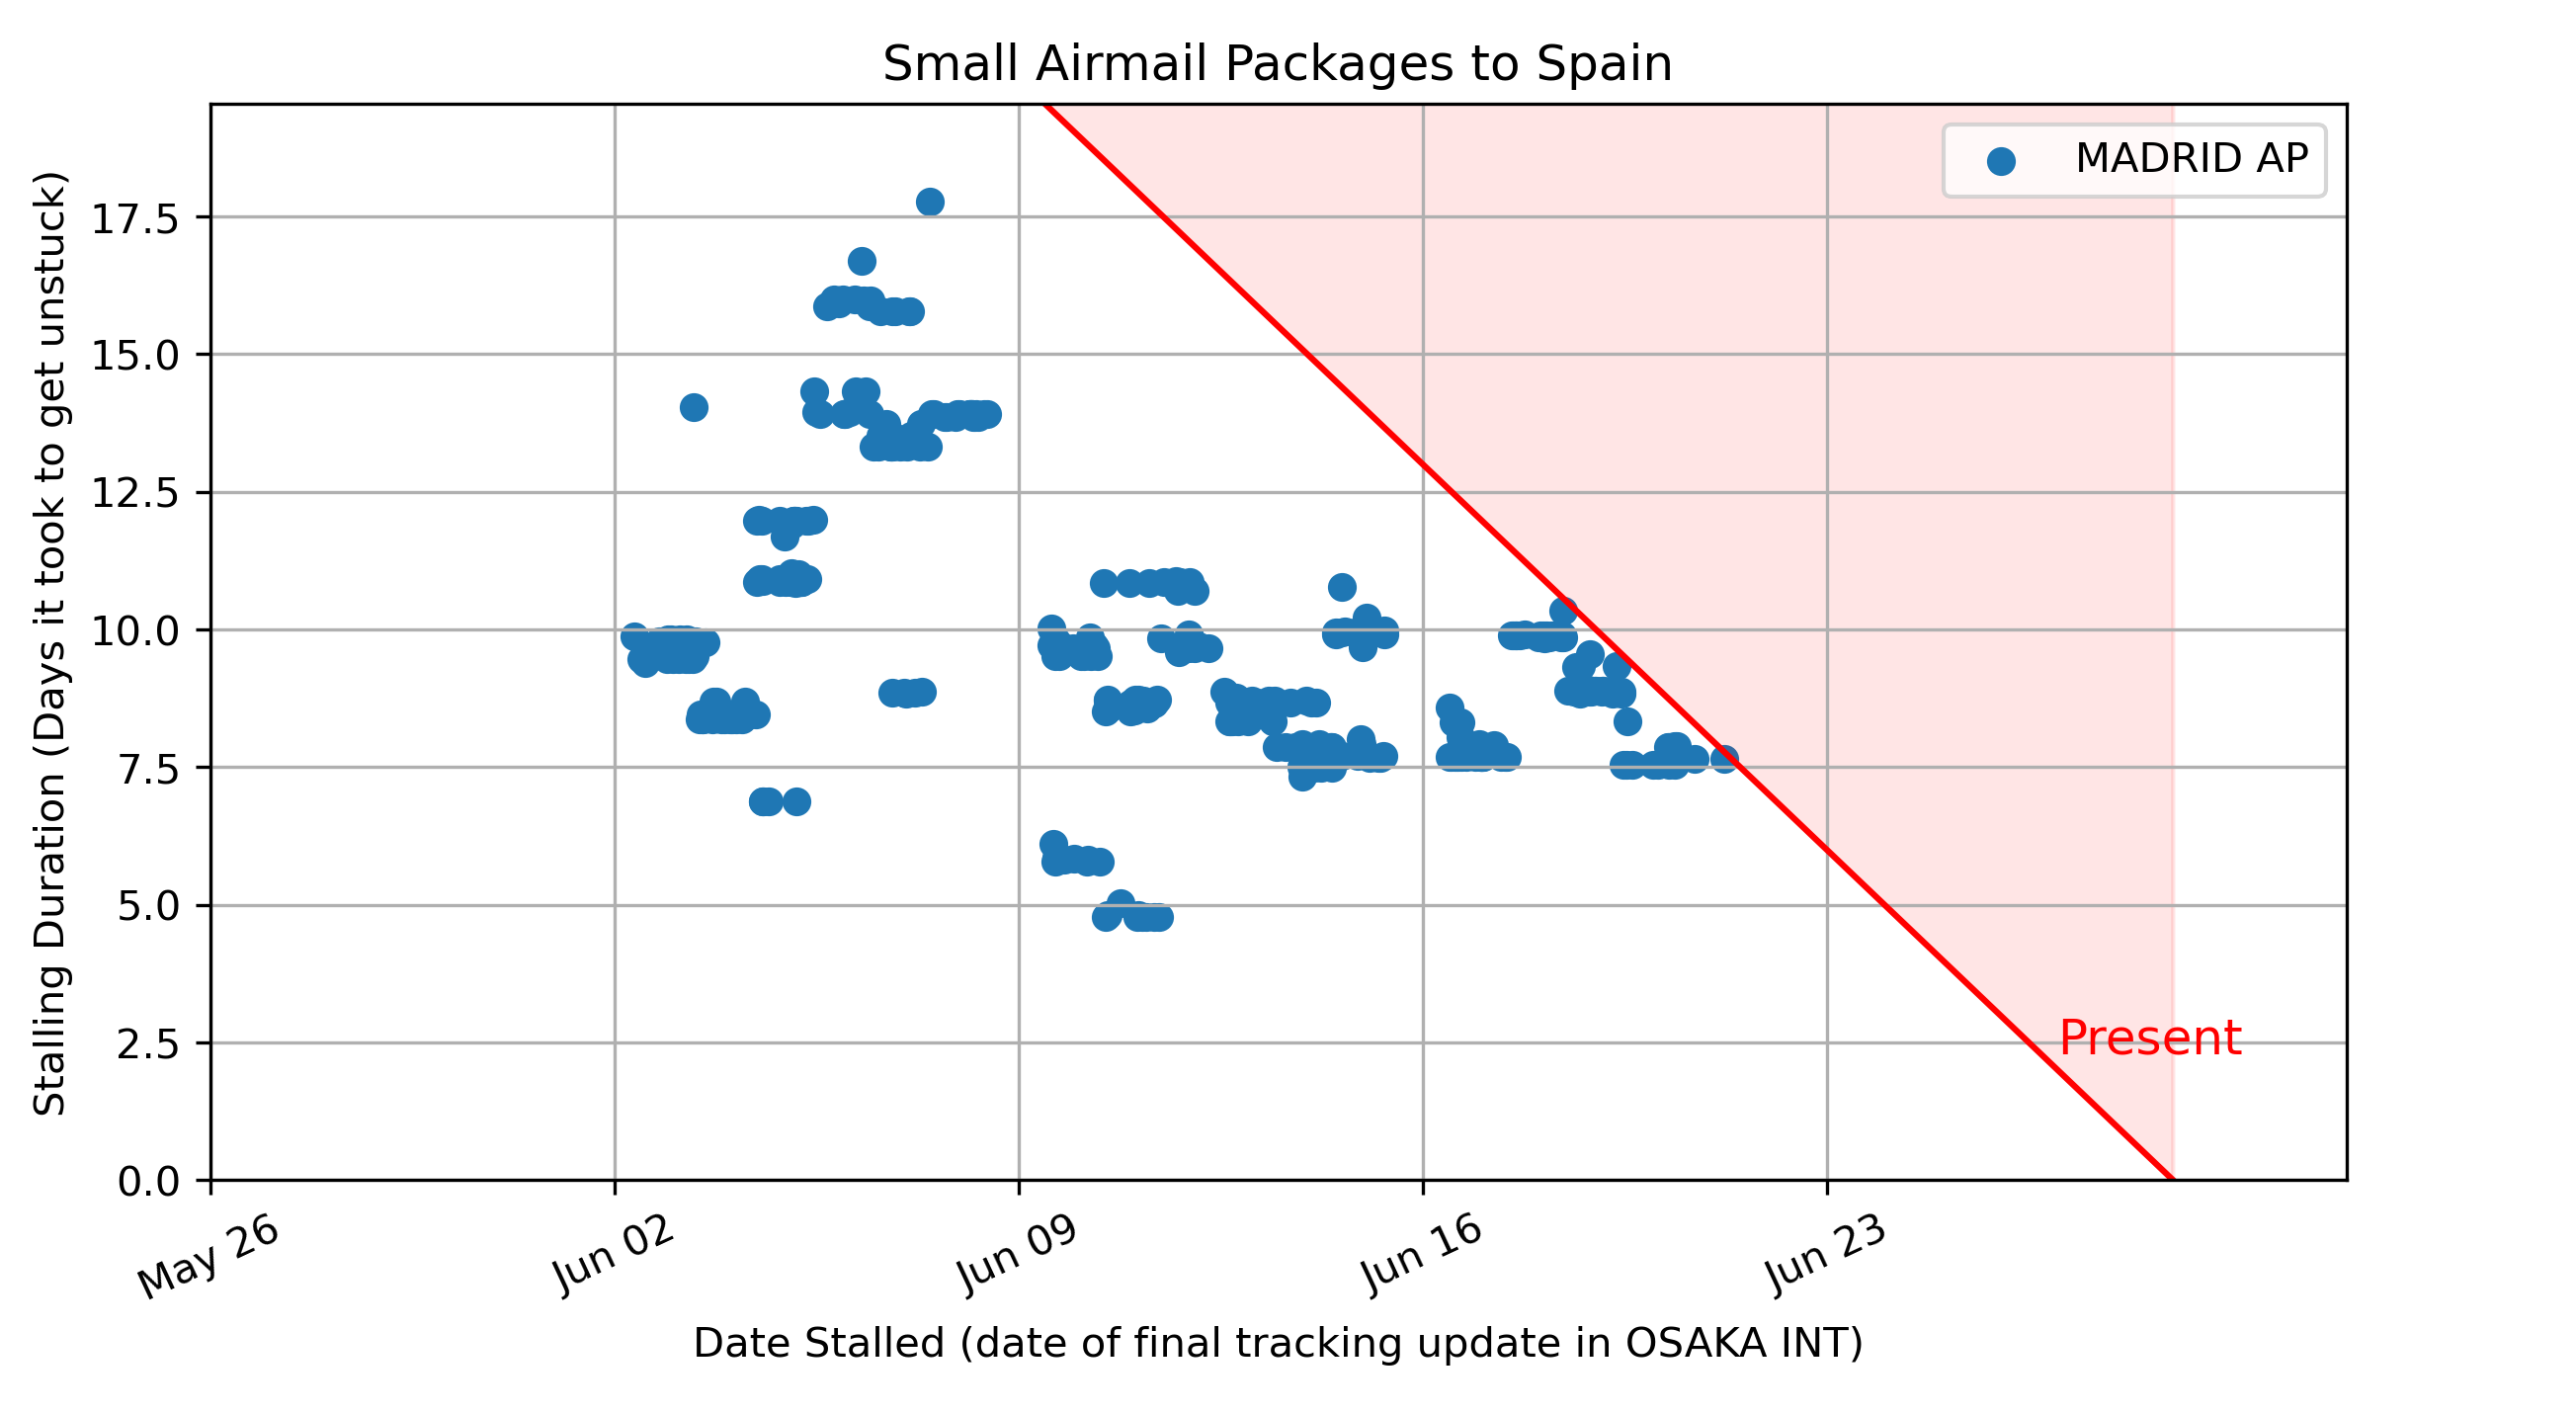 Small Airmail Packages to Spain
MADRID AP
Stalling Duration (Days it took to get unstuck)
17.5
15.0
12.5
10.0
7.5
5.0
2.5
0.0
Present
May 26
Jun 02
Jun 09
Jun 16
Jun 23
Date Stalled (date of final tracking update in OSAKA INT)